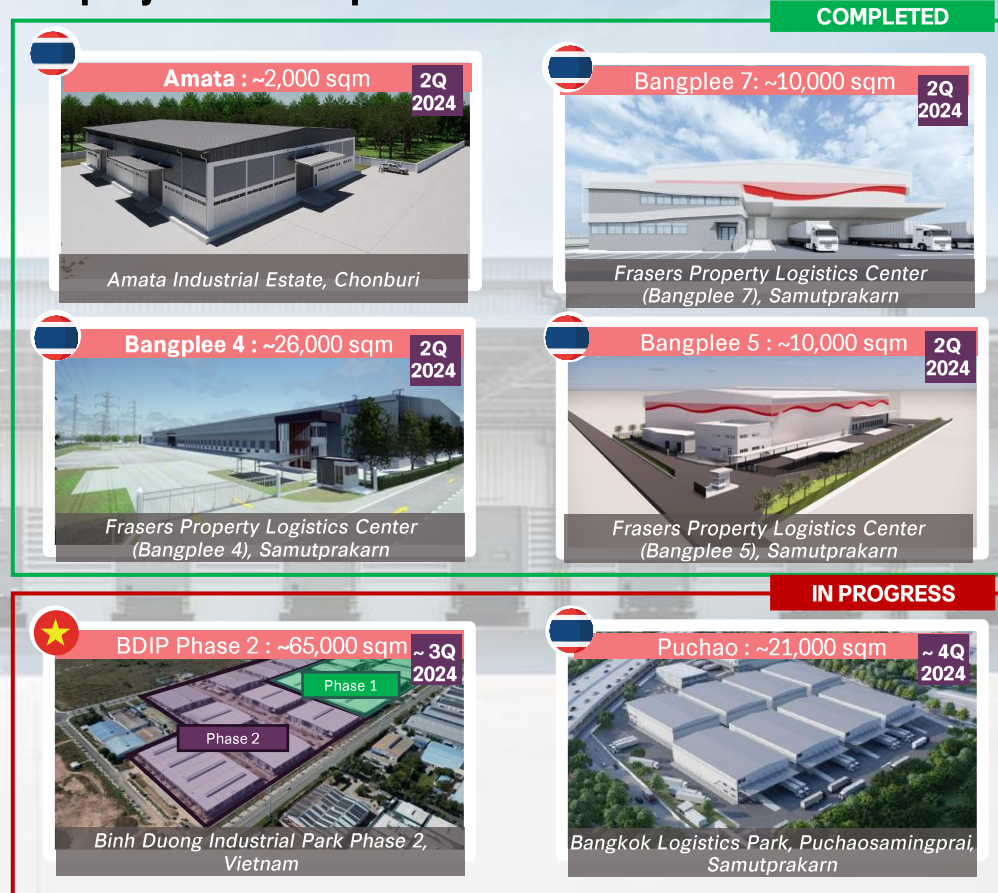 COMPLETED
Amata : ~2,000 sqm
2Q
2024
Amata Industrial Estate, Chonburi
Bangplee 7: ~10,000 sqm
2Q
2024
Frasers Property Logistics Center
(Bangplee 7), Samutprakarn
Bangplee 4 : ~26,000 sqm
2Q
2024
Frasers Property Logistics Center
(Bangplee 4), Samutprakarn
Bangplee 5 : ~10,000 sqm
2Q
2024
Frasers Property Logistics Center
(Bangplee 5), Samutprakarn
IN PROGRESS
BDIP Phase 2 : ~65,000 sqm
~ 3Q
2024
Phase 1
Phase 2
Binh Duong Industrial Park Phase 2,
Vietnam
Puchao : ~21,000 sqm
~ 4Q
2024
Bangkok Logistics Park, Puchaosamingprai,
Samutprakarn